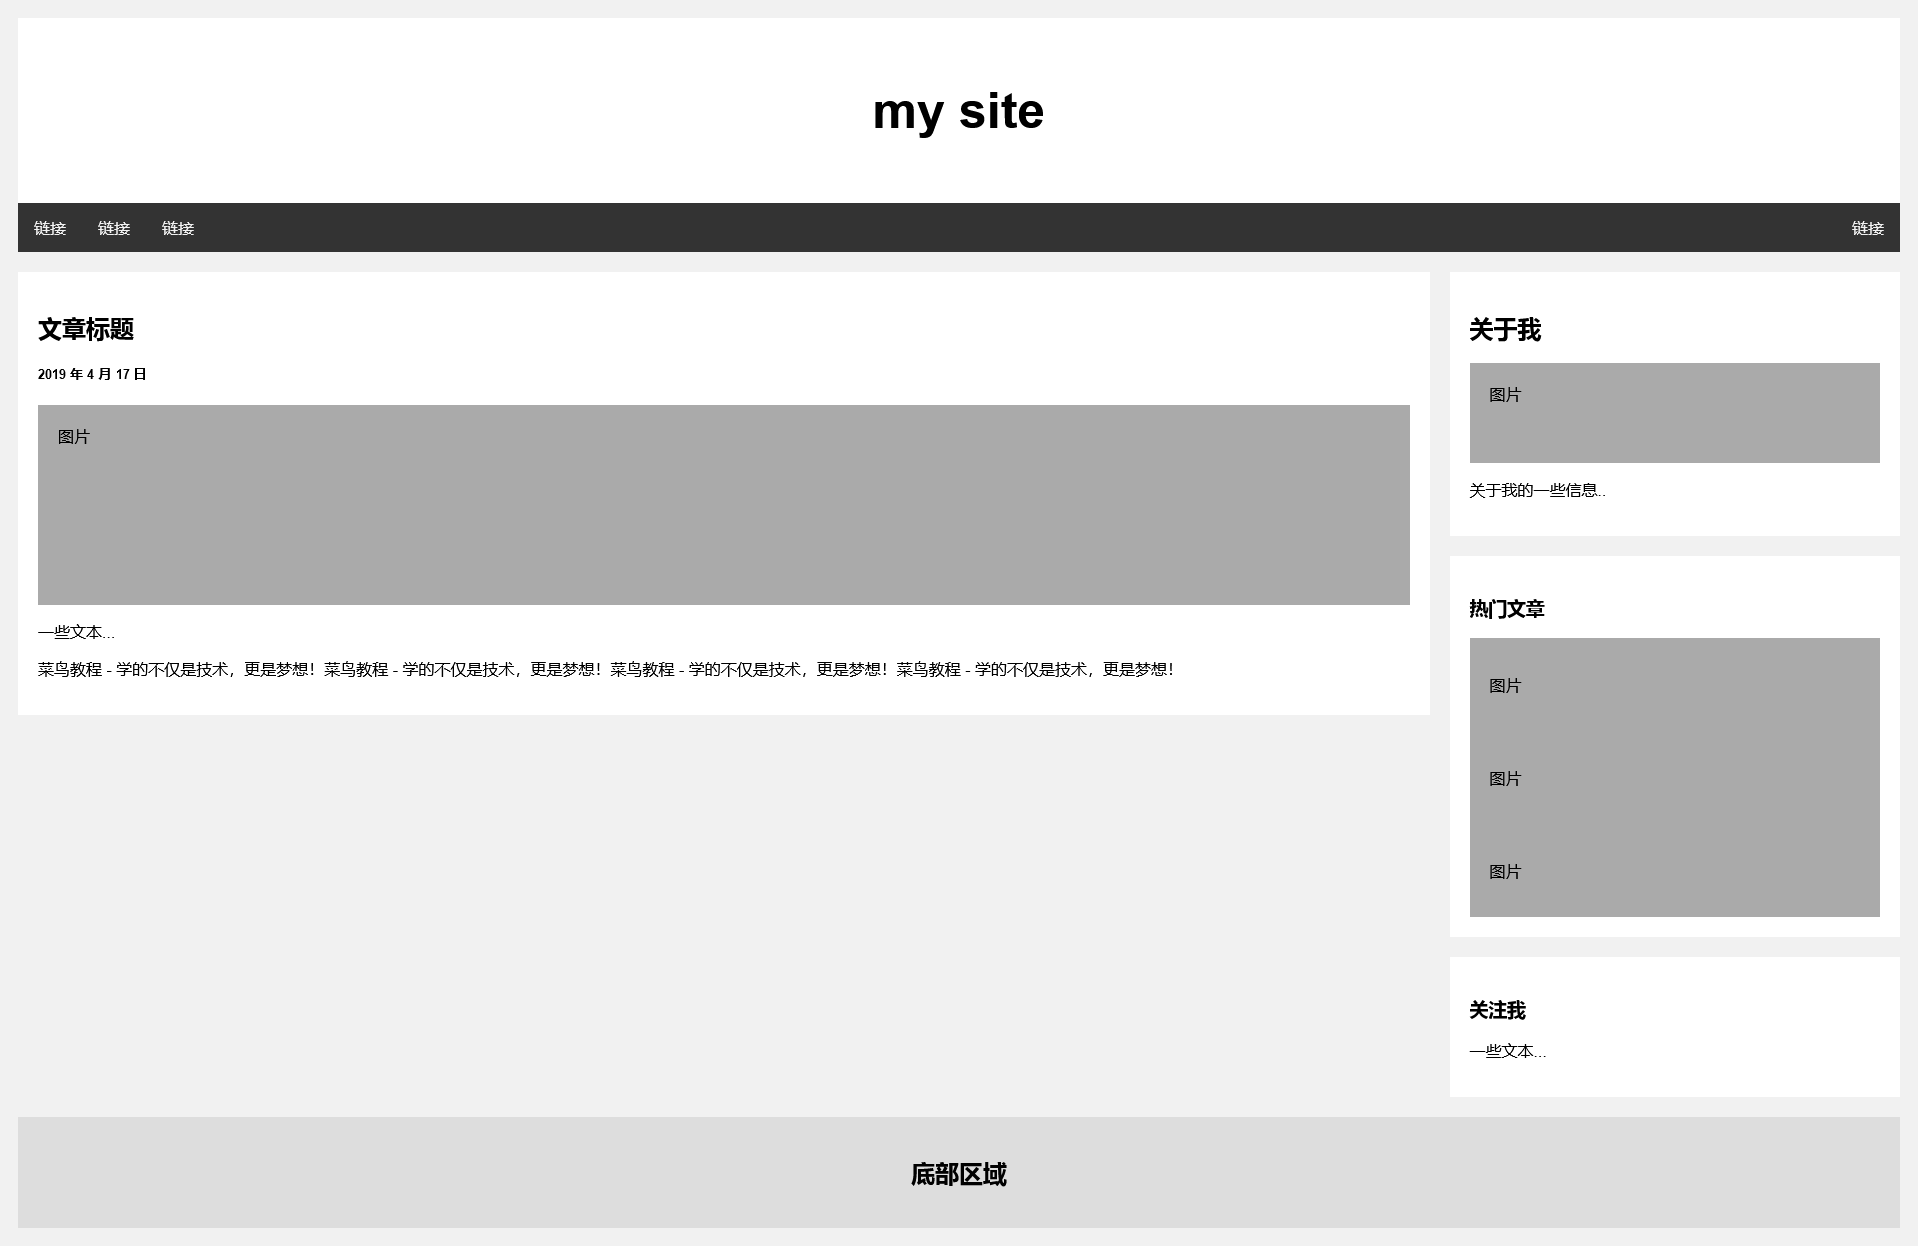 my site
链接 链接 链接 链接
文章标题
2019 年 4 月 17 日
图片
一些文本...
菜鸟教程 - 学的不仅是技术，更是梦想！菜鸟教程 - 学的不仅是技术，更是梦想！菜鸟教程 - 学的不仅是技术，更是梦想！菜鸟教程 - 学的不仅是技术，更是梦想！
关于我
图片
关于我的一些信息..
热门文章
图片
图片
图片
关注我
一些文本...
底部区域